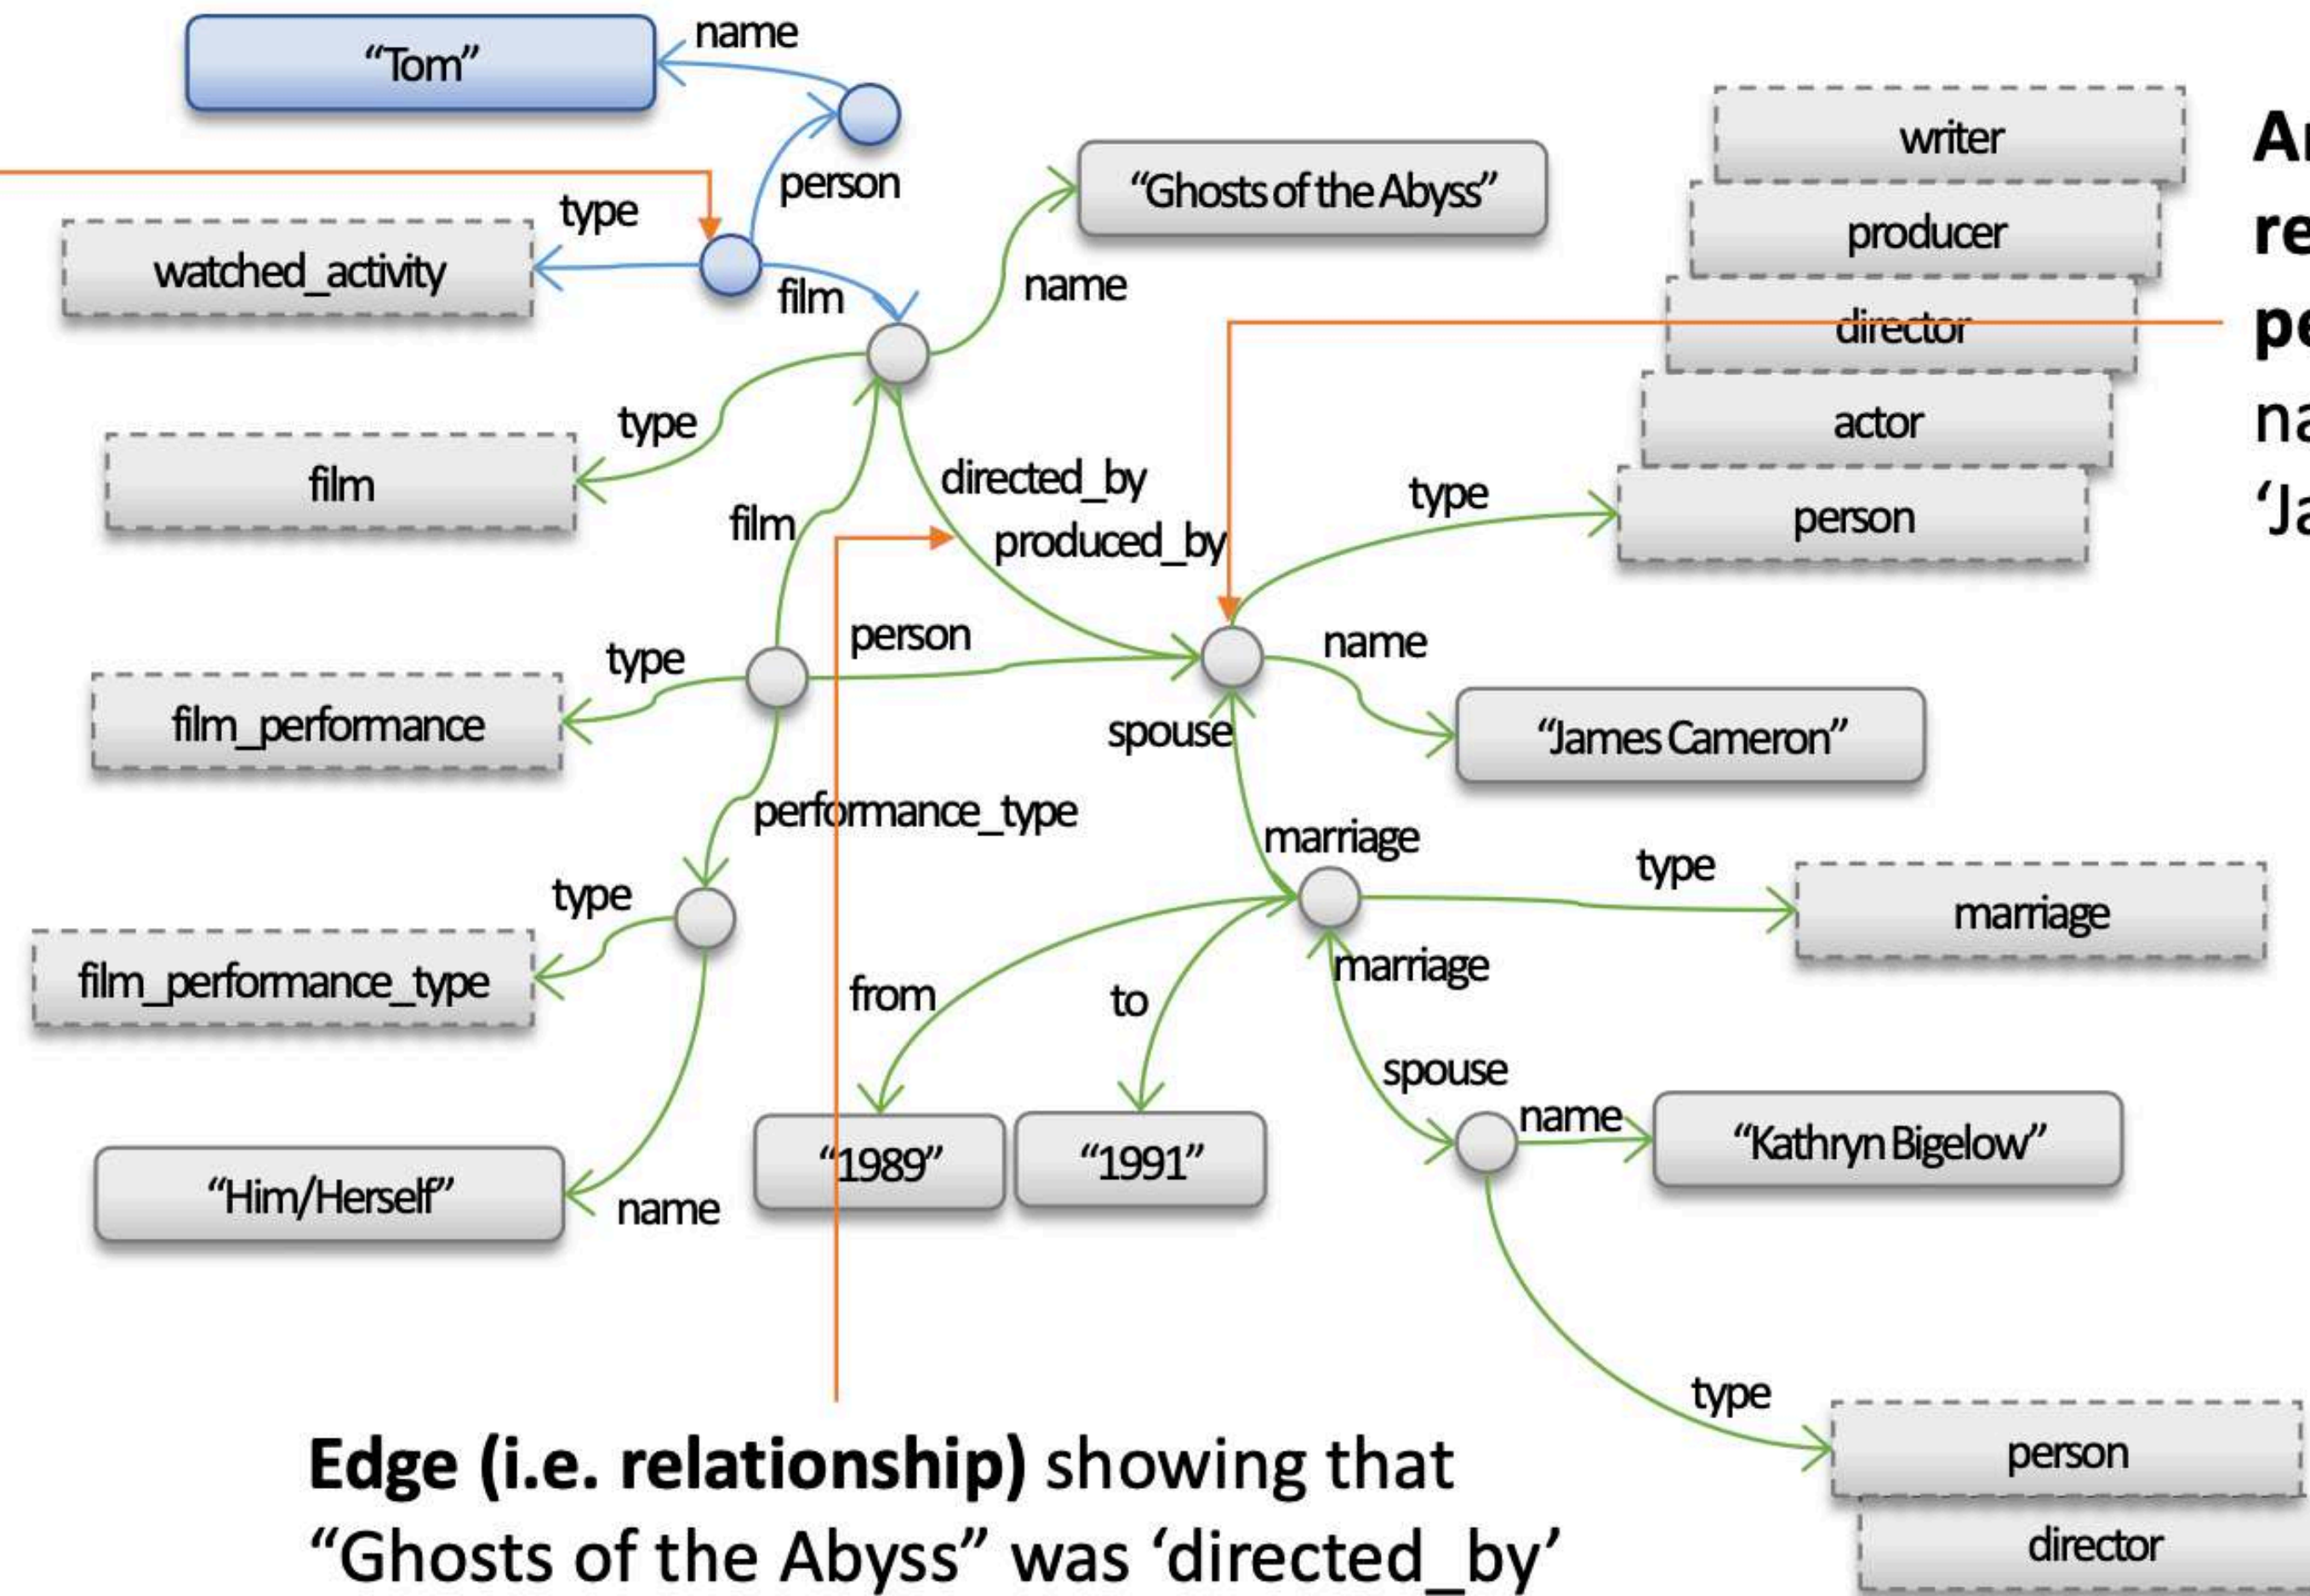 name
“Tom”
person
type
watched_activity
film
“Ghosts of the Abyss”
name
writer
producer
director
actor
person
type
type
film
directed_by
produced_by
film
person
type
film_performance
name
“James Cameron”
spouse
performance_type
marriage
type
marriage
type
film_performance_type
marriage
from
to
spouse
name
“Kathryn Bigelow”
“1989”
“1991”
“Him/Herself”
name
type
person
director
Edge (i.e. relationship) showing that
“Ghosts of the Abyss” was ‘directed_by’